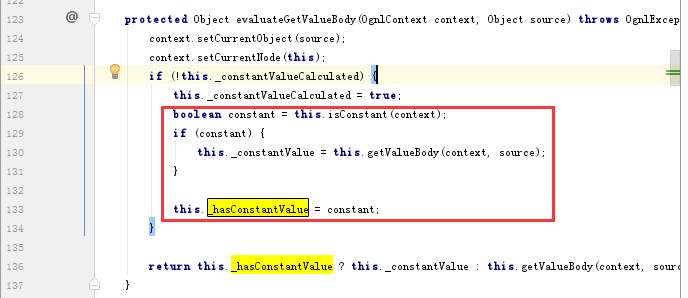 122
123 @ protected Object evaluateGetValueBody(OgnlContext context, Object source) throws OgnlExcep
124 context.setCurrentObject(source);
125 context.setCurrentNode(this);
126 if (!this._constantValueCalculated) {
127 this._constantValueCalculated = true;
128 boolean constant = this.isConstant(context);
129 if (constant) {
130 this._constantValue = this.getValueBody(context, source);
131 }
132
133 this._hasConstantValue = constant;
134 }
135
136 return this._hasConstantValue ? this._constantValue : this.getValueBody(context, sour
137 }